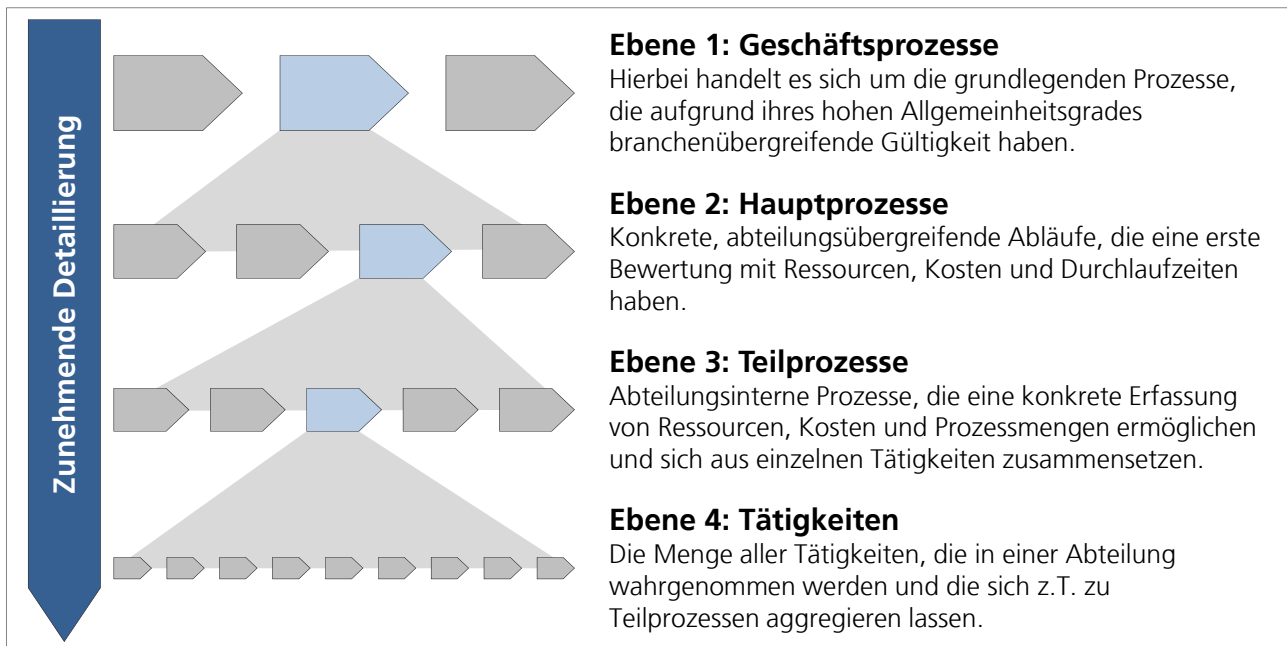 Zunehmende Detaillierung
Ebene 1: Geschäftsprozesse
Hierbei handelt es sich um die grundlegenden Prozesse,
die aufgrund ihres hohen Allgemeinheitsgrades
branchenübergreifende Gültigkeit haben.
Ebene 2: Hauptprozesse
Konkrete, abteilungsübergreifende Abläufe, die eine erste
Bewertung mit Ressourcen, Kosten und Durchlaufzeiten
haben.
Ebene 3: Teilprozesse
Abteilungsinterne Prozesse, die eine konkrete Erfassung
von Ressourcen, Kosten und Prozessmengen ermöglichen
und sich aus einzelnen Tätigkeiten zusammensetzen.
Ebene 4: Tätigkeiten
Die Menge aller Tätigkeiten, die in einer Abteilung
wahrgenommen werden und die sich z.T. zu
Teilprozessen aggregieren lassen.